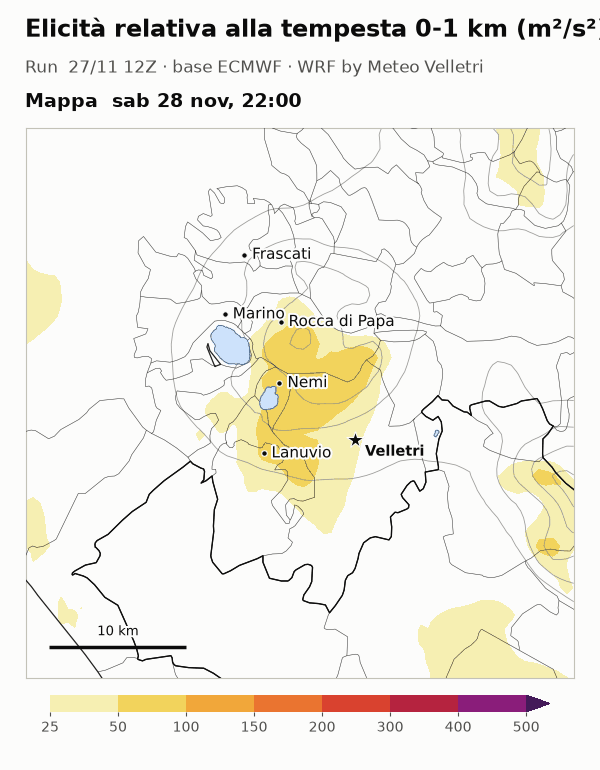 Elicità relativa alla tempesta 0-1 km (m²/s²)
Run 27/11 12Z · base ECMWF · WRF by Meteo Velletri
Mappa sab 28 nov, 22:00
Frascati
Marino
Rocca di Papa
Nemi
Velletri
Lanuvio
10 km
25 50 100 150 200 300 400 500